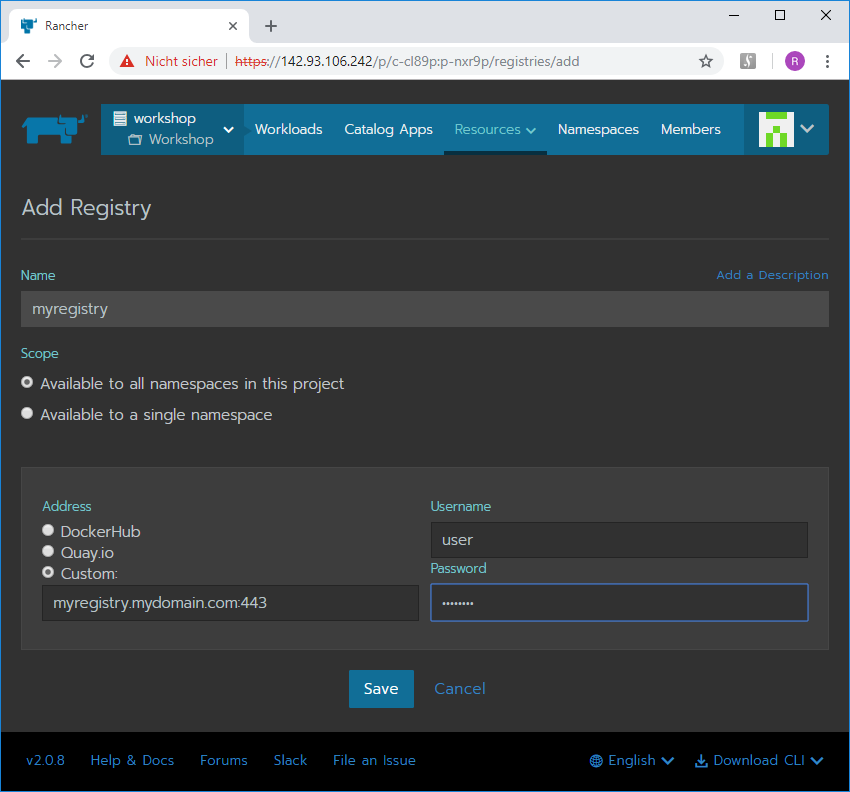 Rancher
Nicht sicher https://142.93.106.242/p/c-cl89p:p-nxr9p/registries/add
R
workshop
Workshop
Workloads Catalog Apps Resources Namespaces Members
Add Registry
Name Add a Description
myregistry
Scope
Available to all namespaces in this project
Available to a single namespace
Address
DockerHub
Quay.io
Custom:
myregistry.mydomain.com:443
Username
user
Password
••••••••
Save Cancel
v2.0.8 Help & Docs Forums Slack File an Issue English Download CLI